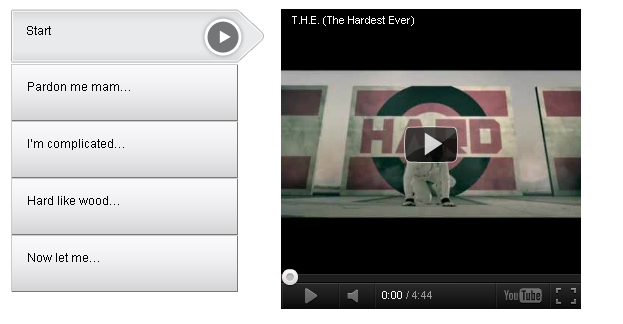 Start
Pardon me mam...
I'm complicated...
Hard like wood...
Now let me...
T.H.E. (The Hardest Ever)
HARD
0:00 / 4:44
YouTube